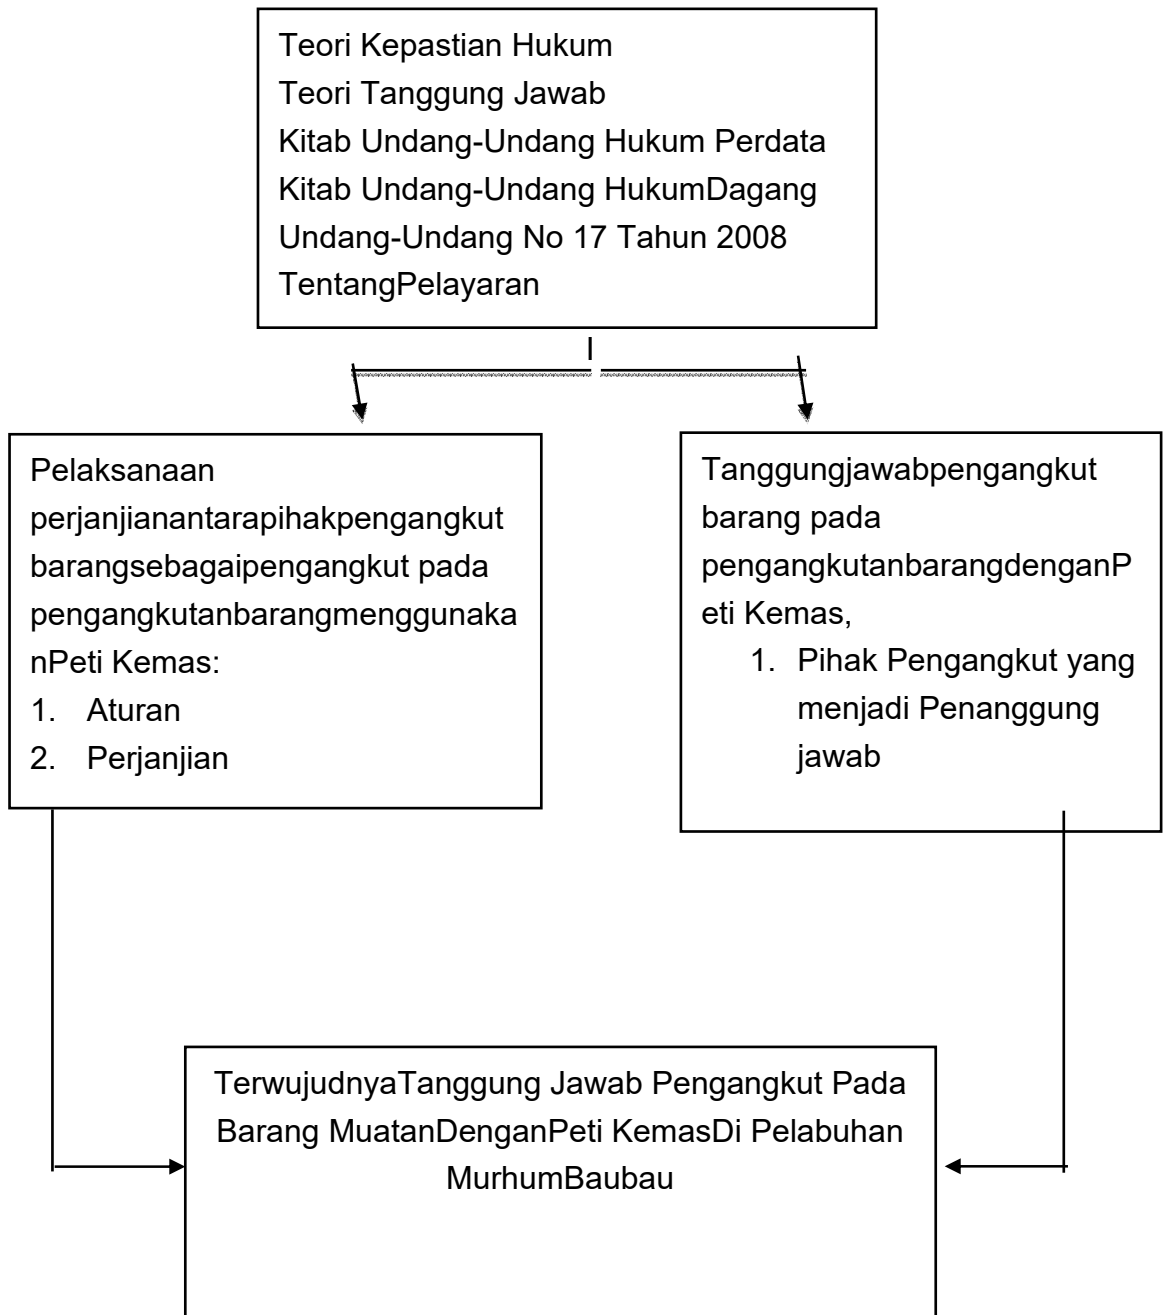 Teori Kepastian Hukum
Teori Tanggung Jawab
Kitab Undang-Undang Hukum Perdata
Kitab Undang-Undang HukumDagang
Undang-Undang No 17 Tahun 2008
TentangPelayaran
Pelaksanaan
perjanjianantarapihakpengangkut
barangsebagaipengangkut pada
pengangkutanbarangmenggunaka
nPeti Kemas:
1. Aturan
2. Perjanjian
Tanggungjawabpengangkut
barang pada
pengangkutanbarangdenganP
eti Kemas,
1. Pihak Pengangkut yang
menjadi Penanggung
jawab
TerwujudnyaTanggung Jawab Pengangkut Pada
Barang MuatanDenganPeti KemasDi Pelabuhan
MurhumBaubau